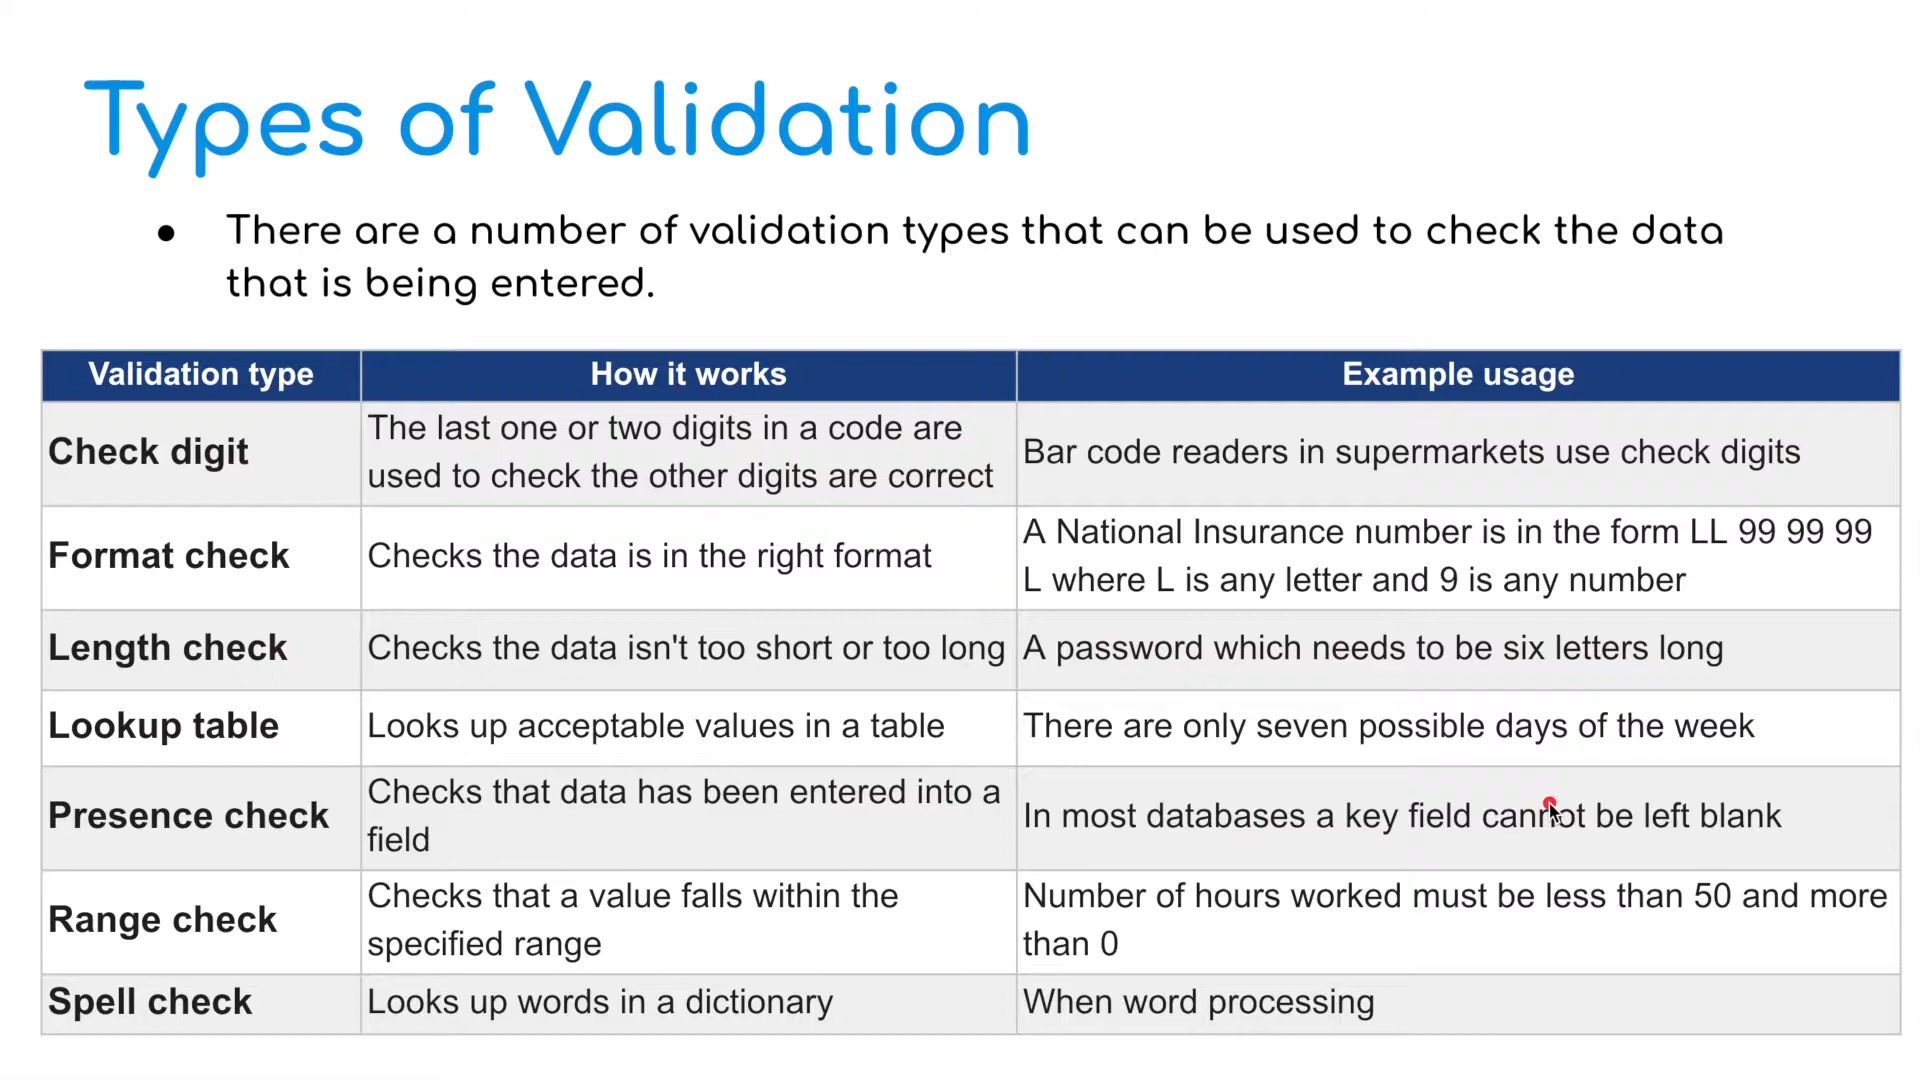 Types of Validation
● There are a number of validation types that can be used to check the data
that is being entered.
Validation type How it works Example usage
Check digit
The last one or two digits in a code are
used to check the other digits are correct
Bar code readers in supermarkets use check digits
Format check
Checks the data is in the right format
A National Insurance number is in the form LL 99 99 99
L where L is any letter and 9 is any number
Length check
Checks the data isn't too short or too long
A password which needs to be six letters long
Lookup table
Looks up acceptable values in a table
There are only seven possible days of the week
Presence check
Checks that data has been entered into a
field
In most databases a key field cannot be left blank
Range check
Checks that a value falls within the
specified range
Number of hours worked must be less than 50 and more
than 0
Spell check
Looks up words in a dictionary
When word processing